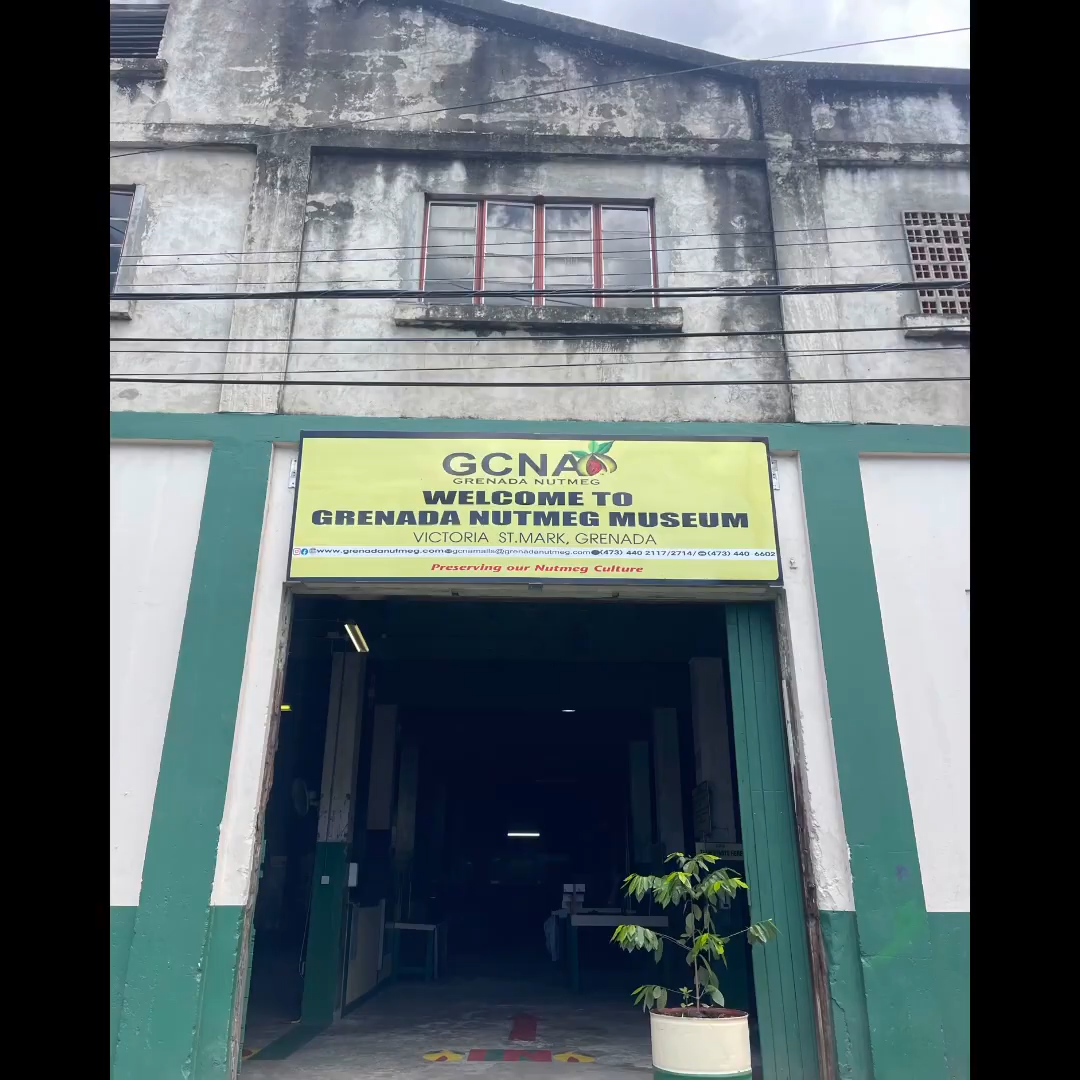 GCNA
GRENADA NUTMEG
WELCOME TO
GRENADA NUTMEG MUSEUM
VICTORIA ST.MARK, GRENADA
www.grenadanutmeg.com gcnamails@grenadanutmeg.com (473) 440 2117/2714/ (473) 440 6602
Preserving our Nutmeg Culture